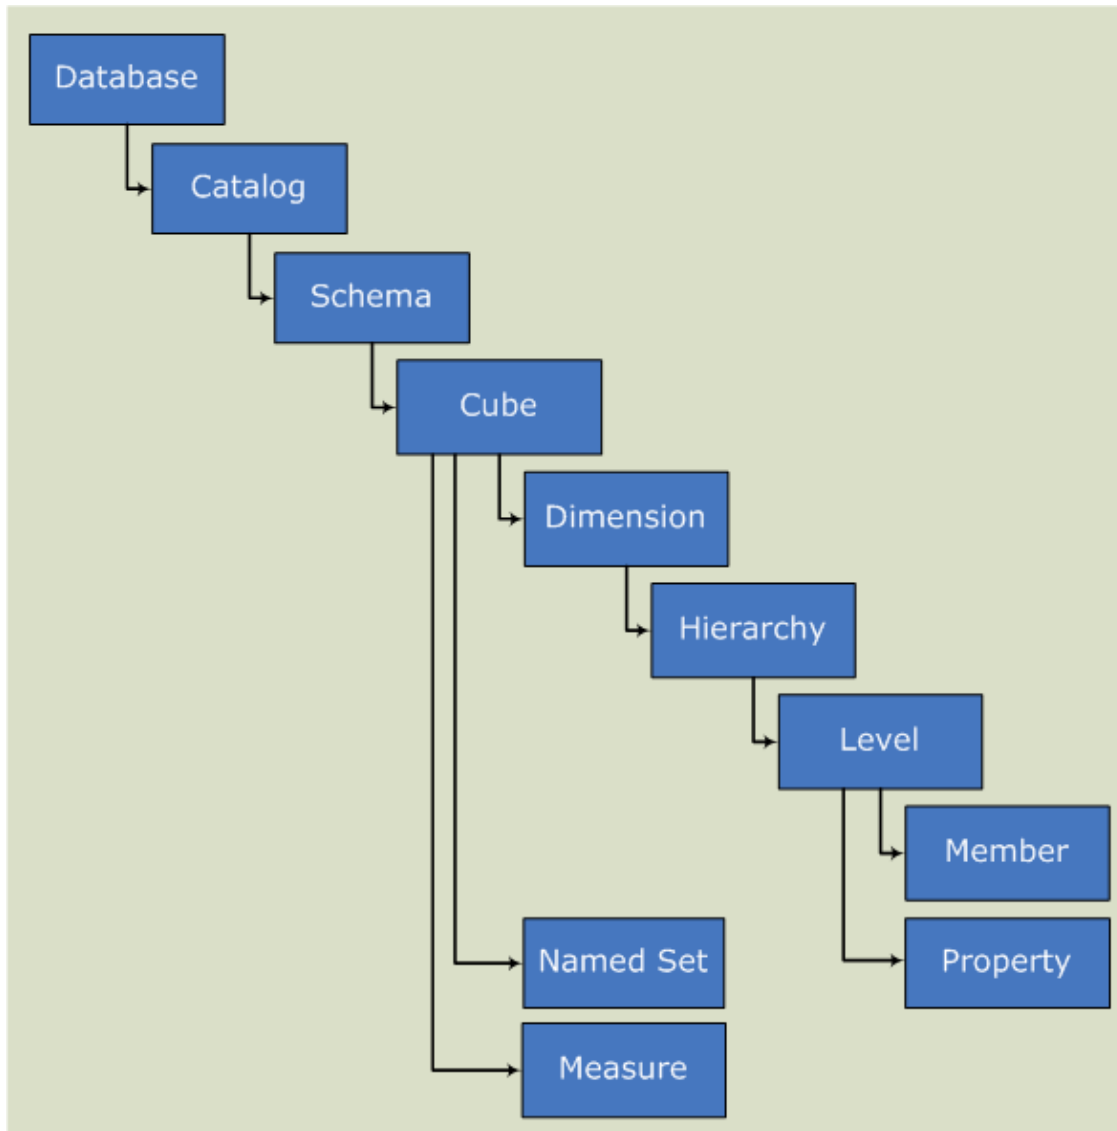 Database
Catalog
Schema
Cube
Dimension
Hierarchy
Level
Member
Named Set
Property
Measure